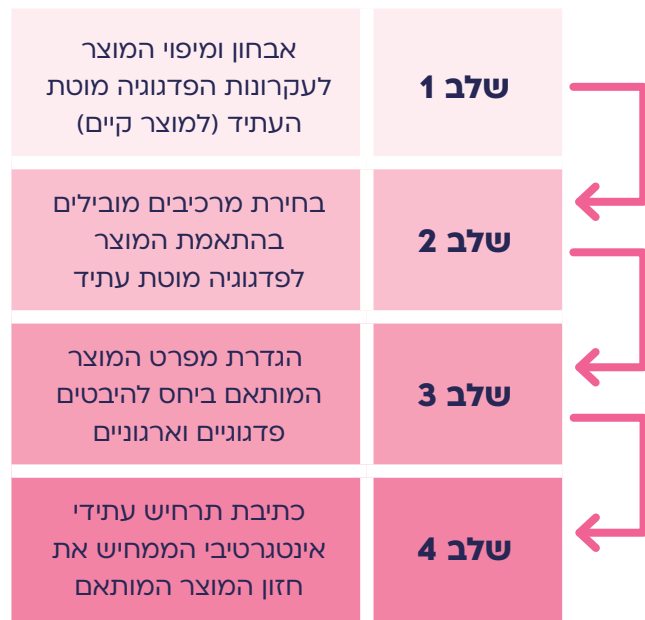 שלב 1
אבחון ומיפוי המוצר
לעקרונות הפדגוגיה מוטת
העתיד (למוצר קיים)
שלב 2
בחירת מרכיבים מובילים
בהתאמת המוצר
לפדגוגיה מוטת עתיד
שלב 3
הגדרת מפרט המוצר
המותאם ביחס להיבטים
פדגוגיים וארגוניים
שלב 4
כתיבת תרחיש עתידי
אינטגרטיבי הממחיש את
חזון המוצר המותאם